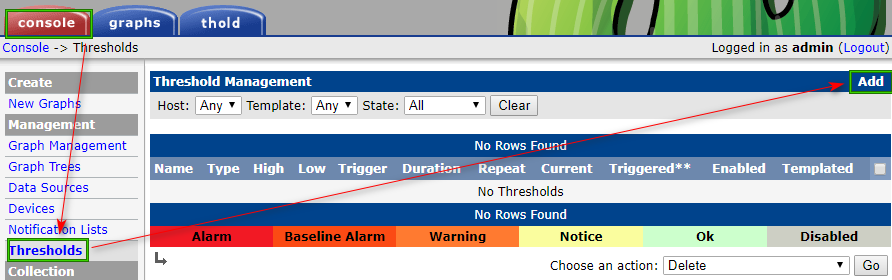 console graphs thold
Console -> Thresholds
Logged in as admin (Logout)
Create
New Graphs
Management
Graph Management
Graph Trees
Data Sources
Devices
Notification Lists
Thresholds
Collection
Threshold Management Add
Host: Any Template: Any State: All Clear
No Rows Found
Name Type High Low Trigger Duration Repeat Current Triggered** Enabled Templated
No Thresholds
No Rows Found
Alarm Baseline Alarm Warning Notice Ok Disabled
Choose an action: Delete Go